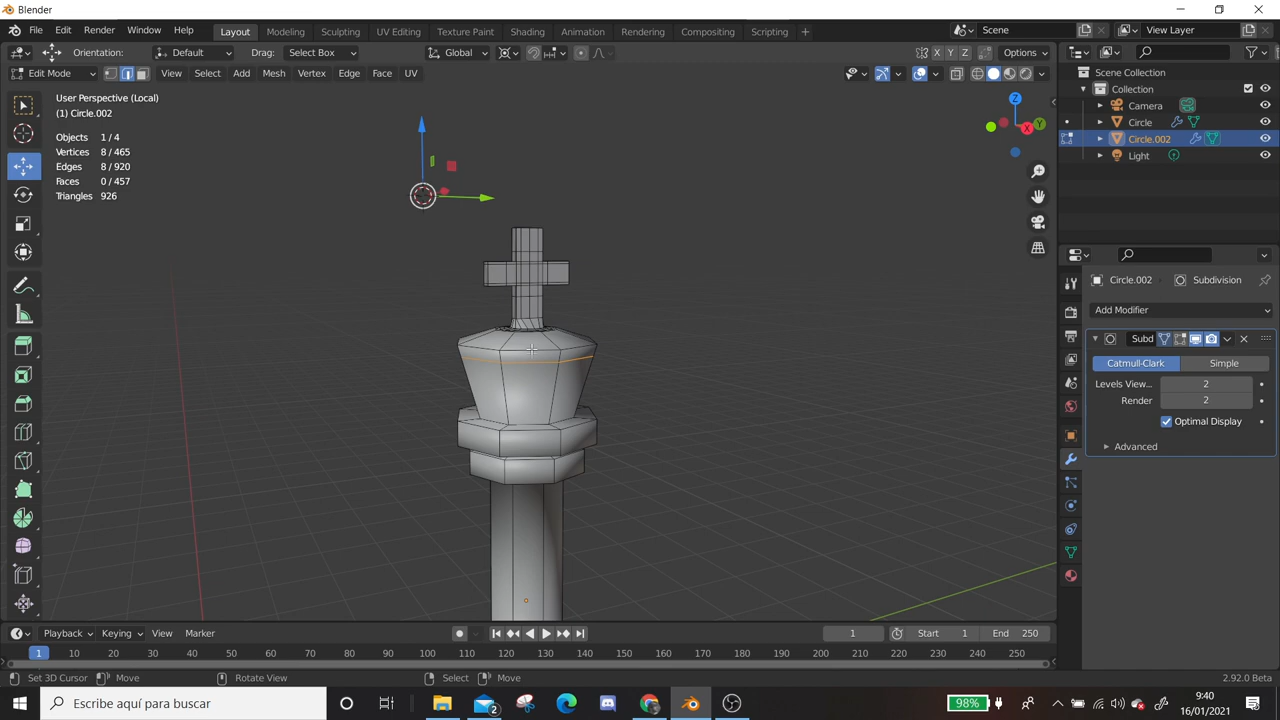 Blender
File Edit Render Window Help Layout Modeling Sculpting UV Editing Texture Paint Shading Animation Rendering Compositing Scripting + Scene View Layer
Orientation: Default Drag: Select Box Global X Y Z Options
Edit Mode View Select Add Mesh Vertex Edge Face UV
User Perspective (Local)
(1) Circle.002
Objects 1 / 4
Vertices 8 / 465
Edges 8 / 920
Faces 0 / 457
Triangles 926
Z
X
Y
Scene Collection
Collection
Camera
Circle
Circle.002
Light
Circle.002 Subdivision
Add Modifier
Subd
Catmull-Clark Simple
Levels View... 2
Render 2
Optimal Display
Advanced
Playback Keying View Marker 1 Start 1 End 250
1 10 20 30 40 50 60 70 80 90 100 110 120 130 140 150 160 170 180 190 200 210 220 230 240 250
Set 3D Cursor Move Rotate View Select Move 2.92.0 Beta
Escribe aquí para buscar 2 98% 9:40
16/01/2021